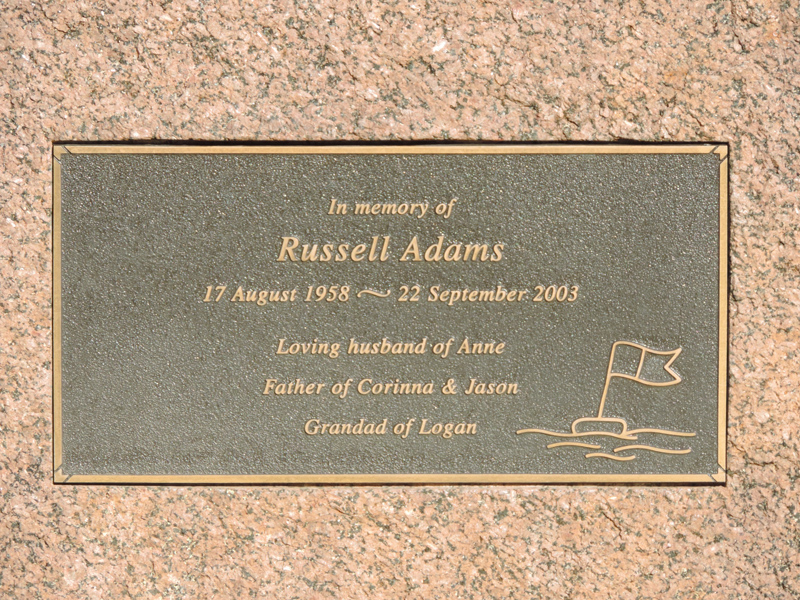 In memory of
Russell Adams
17 August 1958 ~ 22 September 2003
Loving husband of Anne
Father of Corinna & Jason
Grandad of Logan